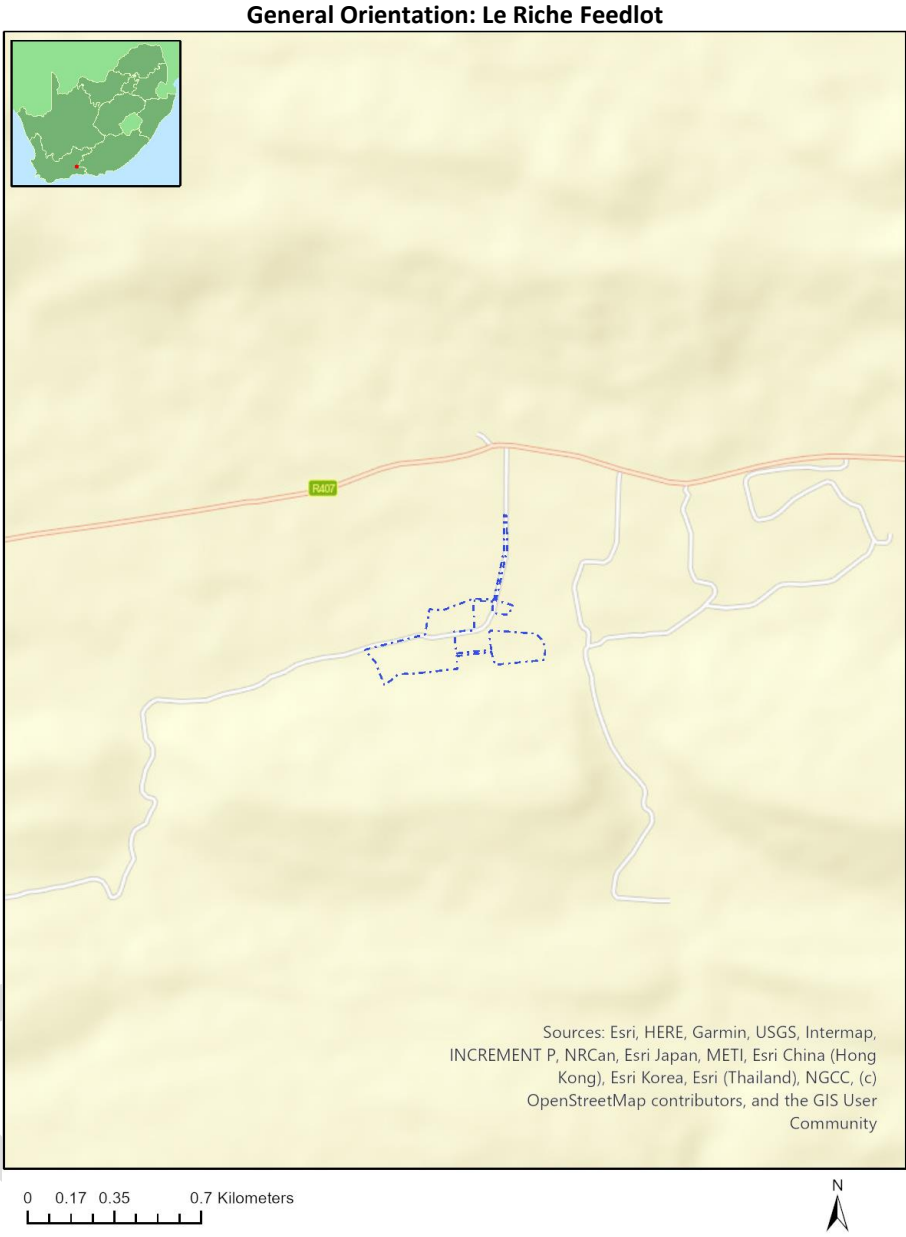 General Orientation: Le Riche Feedlot
R407
Sources: Esri, HERE, Garmin, USGS, Intermap,
INCREMENT P, NRCan, Esri Japan, METI, Esri China (Hong
Kong), Esri Korea, Esri (Thailand), NGCC, (c)
OpenStreetMap contributors, and the GIS User
Community
0 0.17 0.35 0.7 Kilometers
N